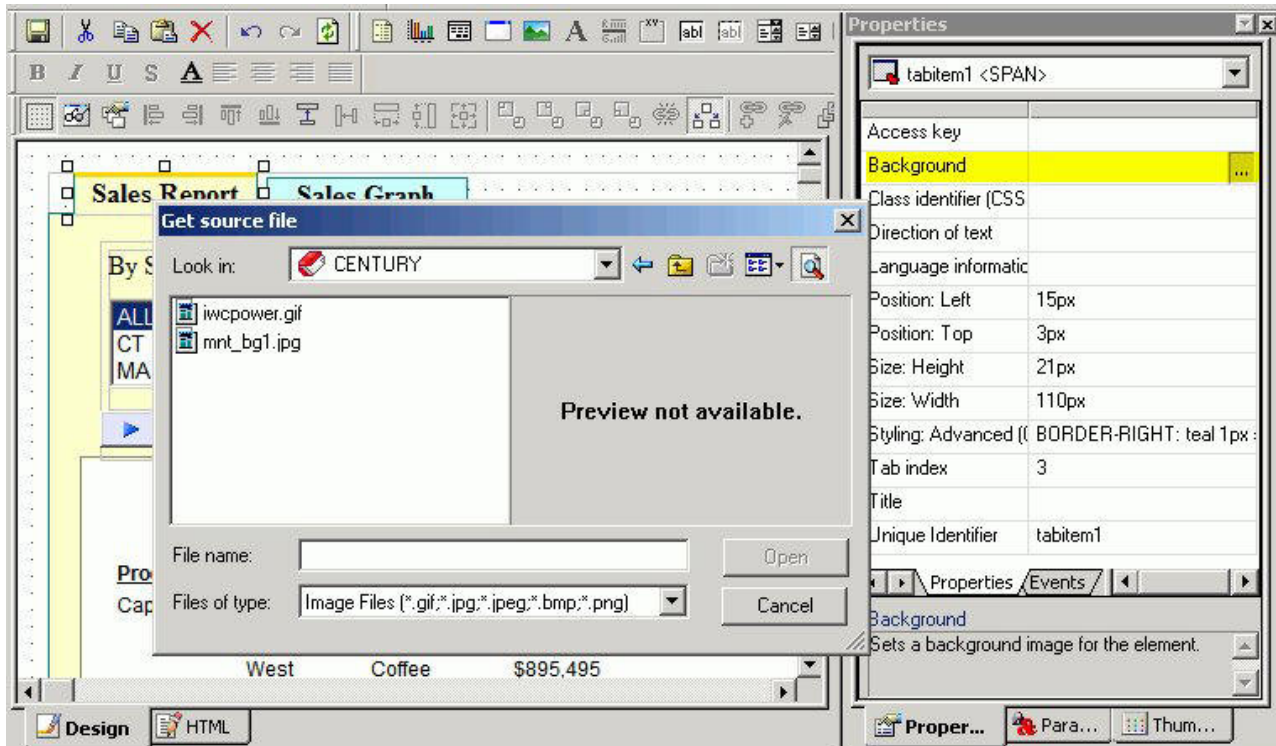 B I U S A
A
abl abl
Sales Report
Sales Graph
By S
ALL
CT
MA
Pro
Cap
West Coffee $895,495
Design
HTML
Get source file
Look in:
CENTURY
iwcpower.gif
mnt_bg1.jpg
Preview not available.
File name:
Open
Files of type:
Image Files (*.gif;*.jpg;*.jpeg;*.bmp;*.png)
Cancel
Properties
tabitem1 <SPAN>
Access key
Background ...
Class identifier (CSS
Direction of text
Language informatic
Position: Left 15px
Position: Top 3px
Size: Height 21px
Size: Width 110px
Styling: Advanced (( BORDER-RIGHT: teal 1px
Tab index 3
Title
Unique Identifier tabitem1
Properties
Events
Background
Sets a background image for the element.
Proper...
Para...
Thum...